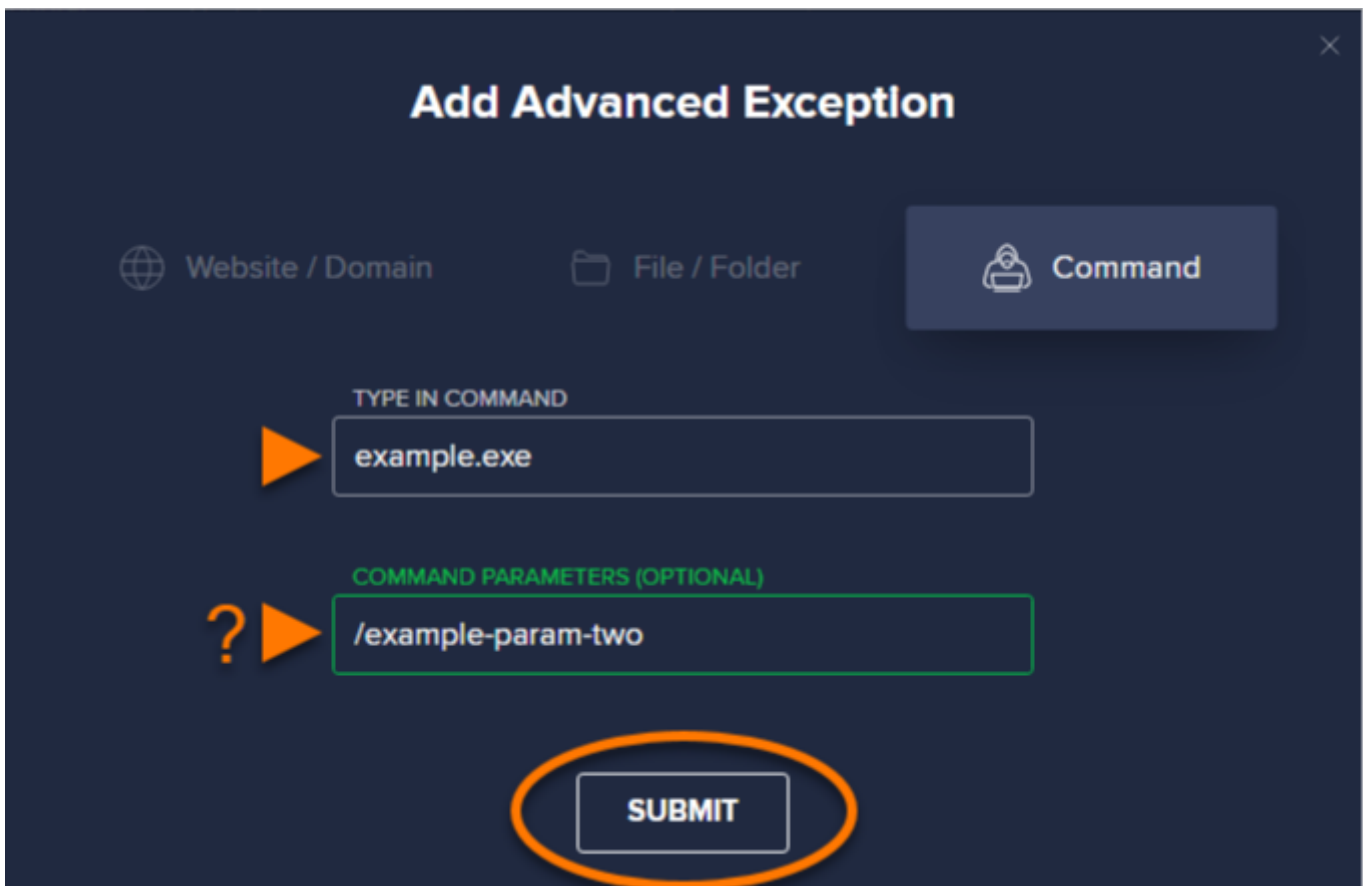 Add Advanced Exception
Website / Domain
File / Folder
Command
TYPE IN COMMAND
example.exe
COMMAND PARAMETERS (OPTIONAL)
?
/example-param-two
SUBMIT